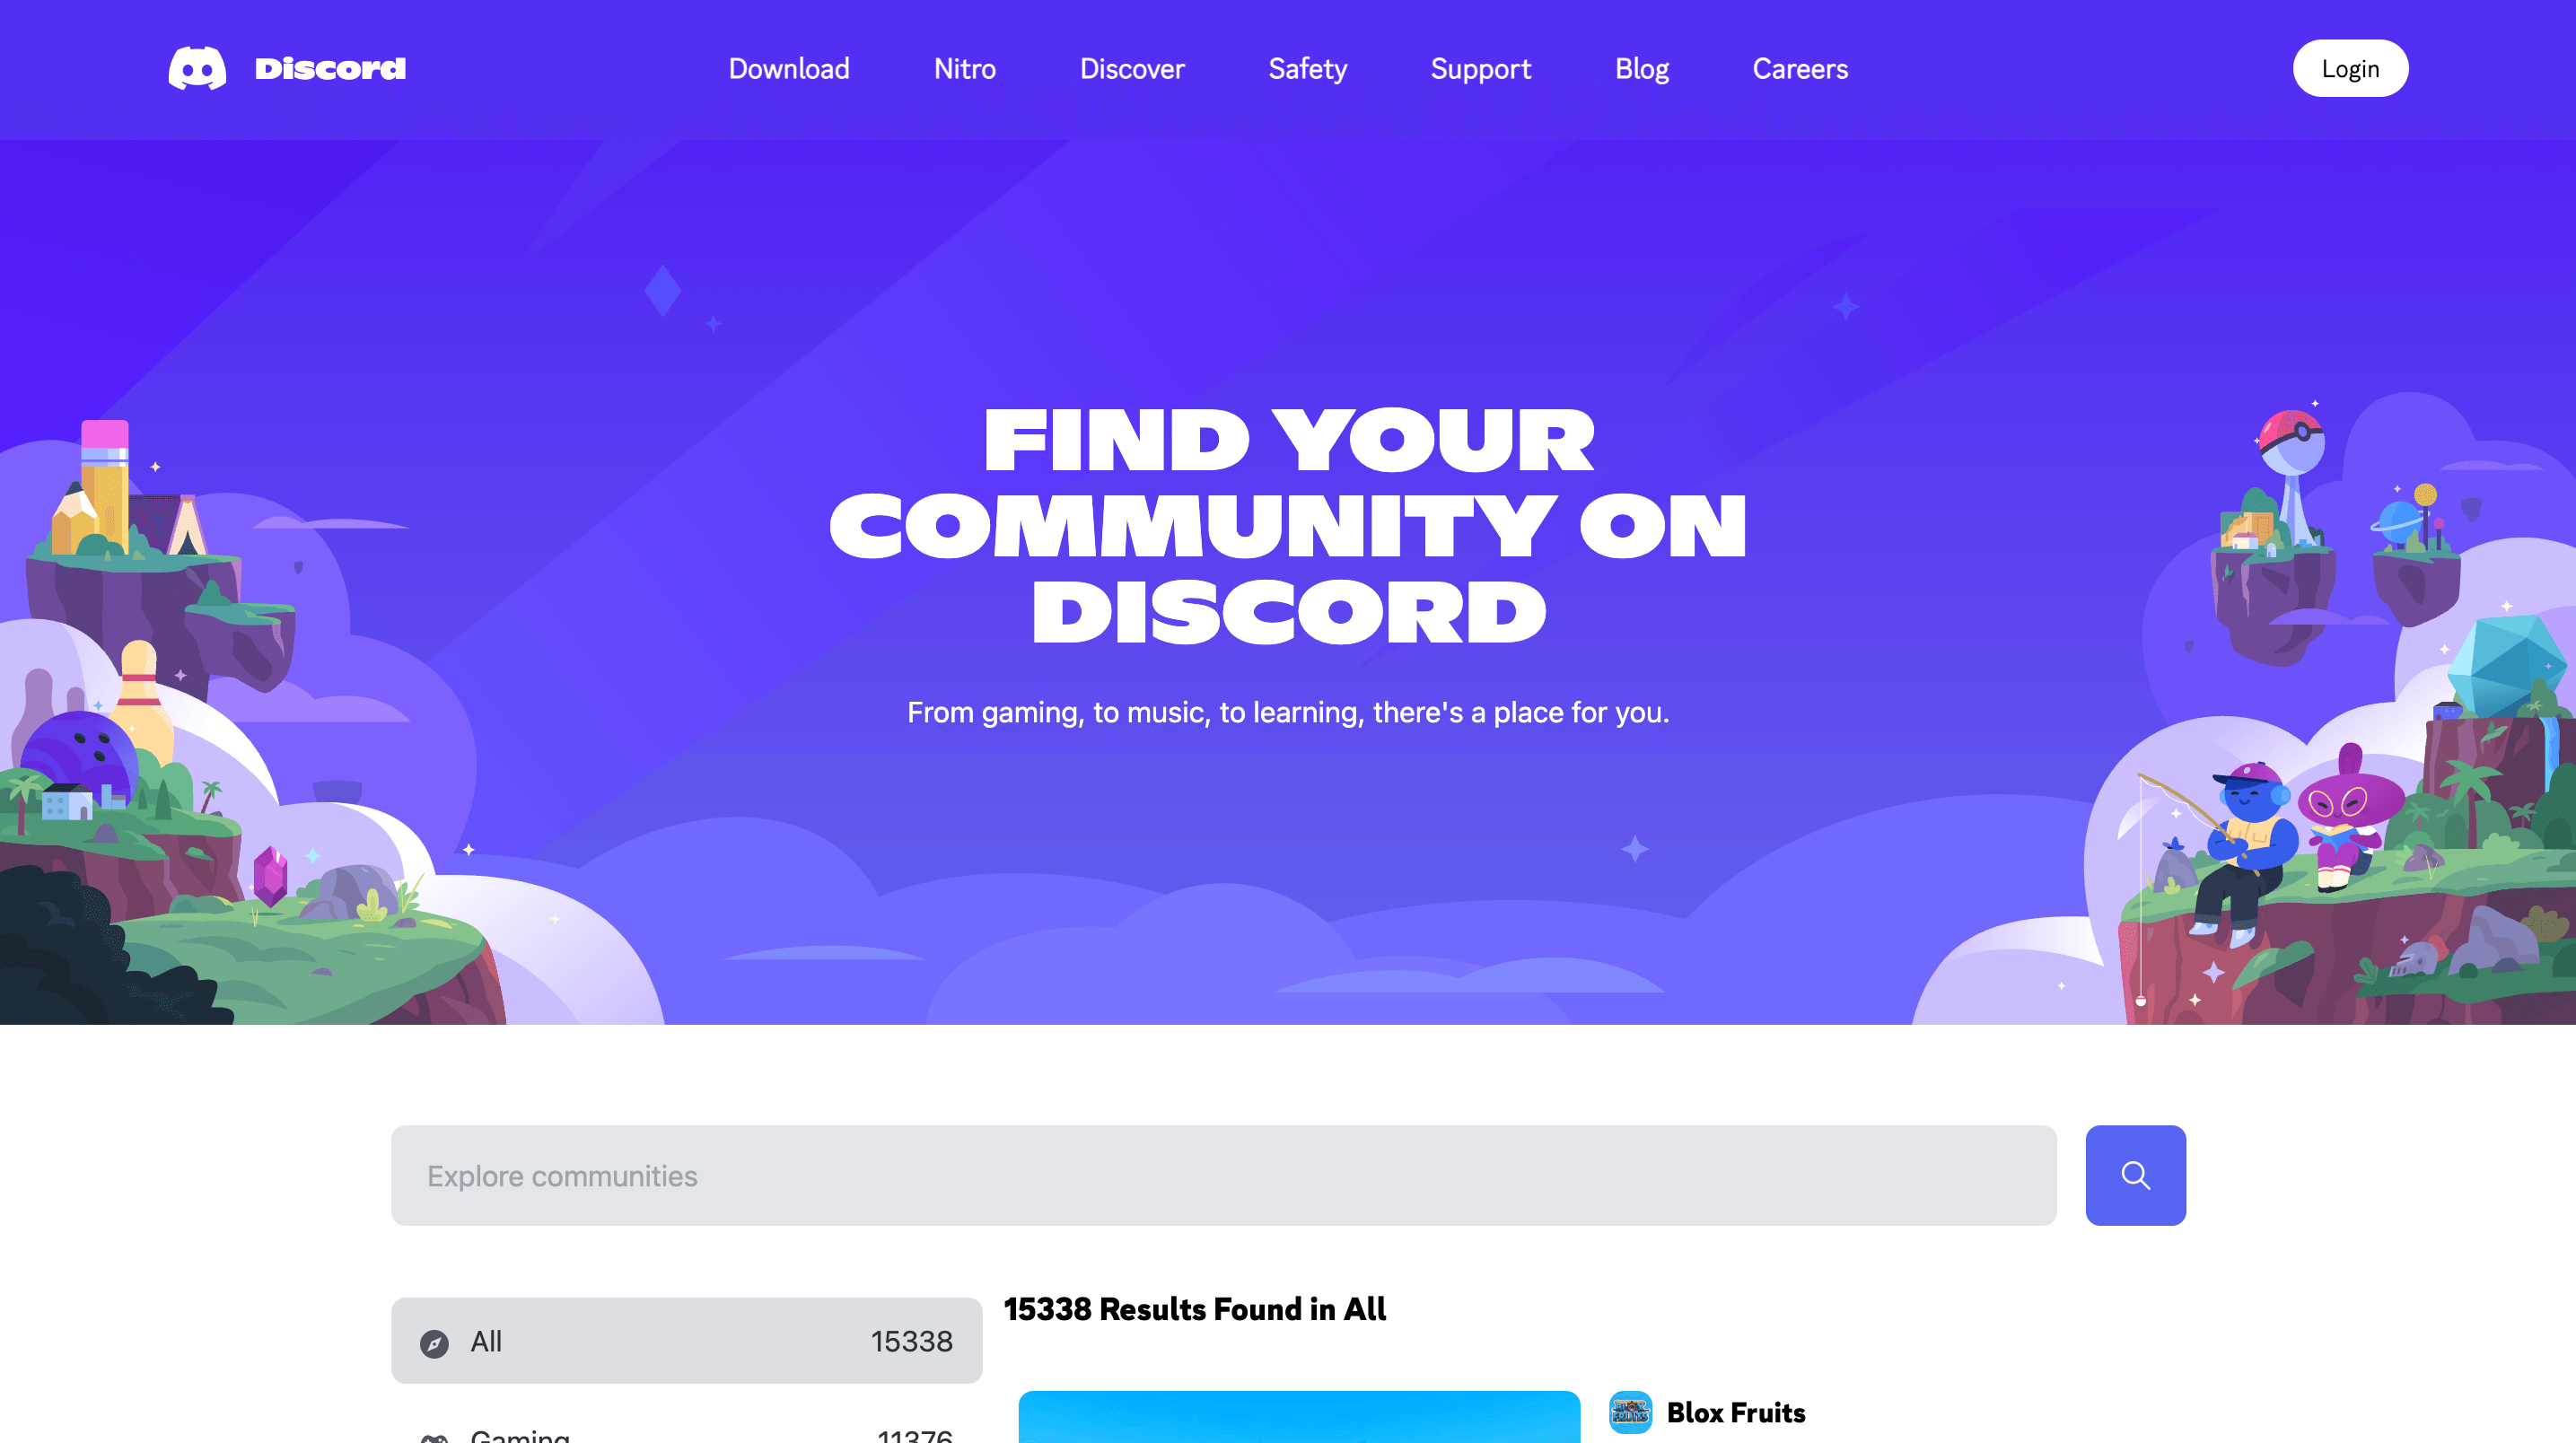 Discord
Download Nitro Discover Safety Support Blog Careers
Login
FIND YOUR
COMMUNITY ON
DISCORD
From gaming, to music, to learning, there's a place for you.
Explore communities
All 15338
Gaming 11376
15338 Results Found in All
Blox Fruits